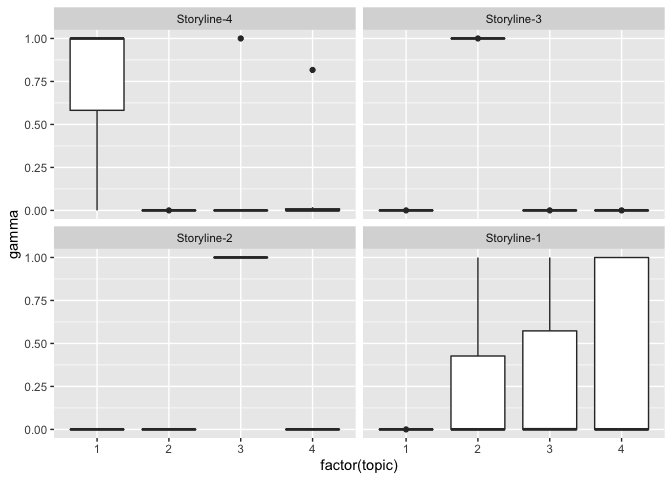 Storyline-4 Storyline-3
1.00
0.75
0.50
0.25
0.00
Storyline-2 Storyline-1
1.00
0.75
0.50
0.25
0.00
gamma
1 2 3 4 1 2 3 4
factor(topic)